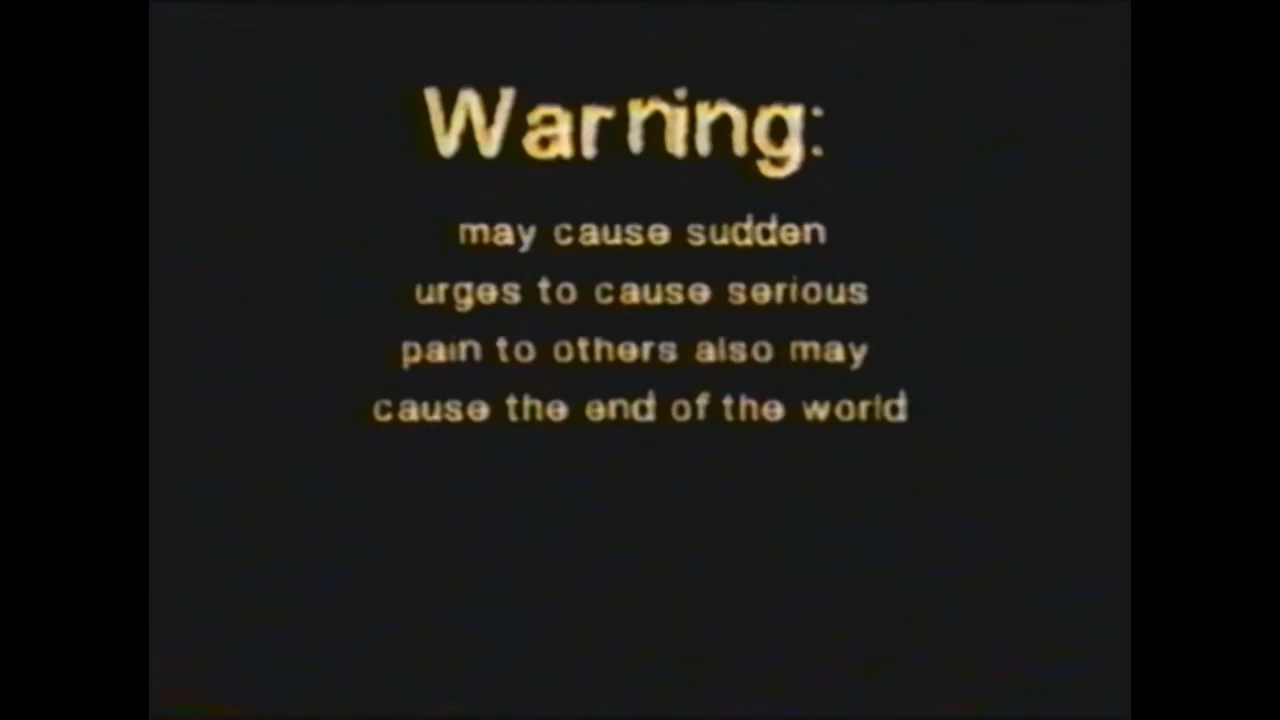 Warning:
may cause sudden
urges to cause serious
pain to others also may
cause the end of the world